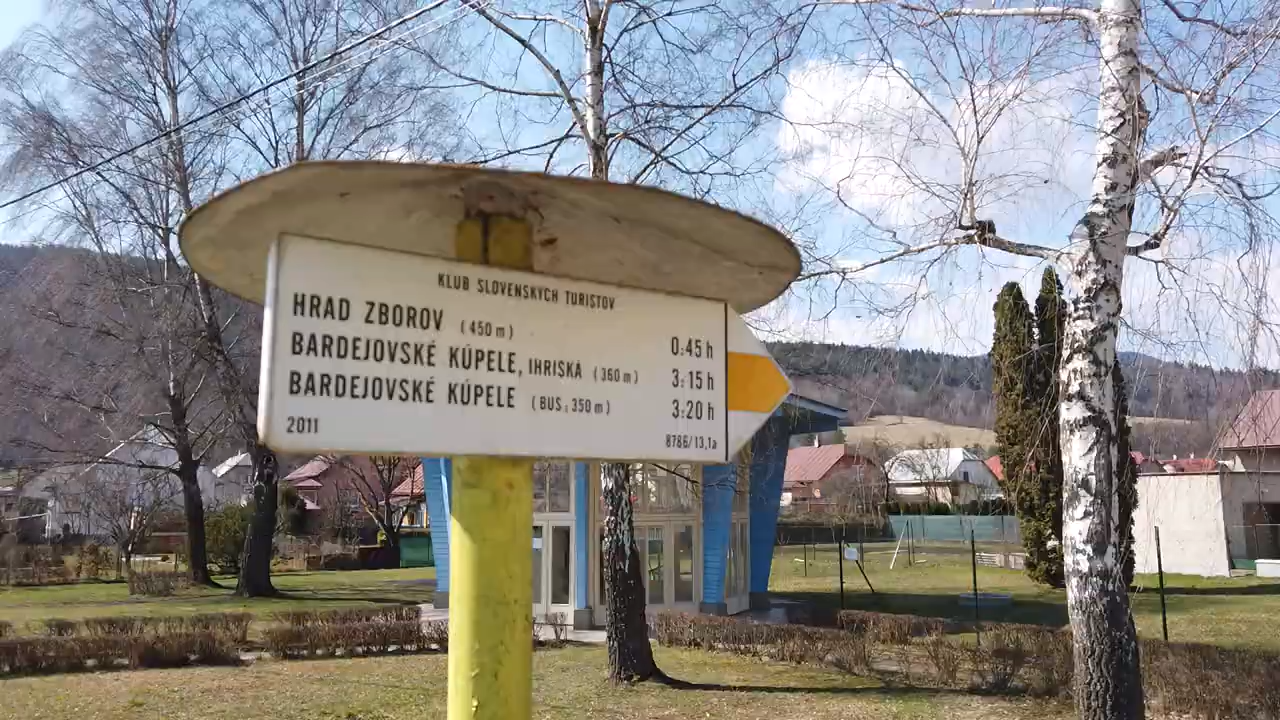 KLUB SLOVENSKÝCH TURISTOV
HRAD ZBOROV (450 m) 0:45 h
BARDEJOVSKÉ KÚPELE, IHRISKÁ (360 m) 3:15 h
BARDEJOVSKÉ KÚPELE (BUS; 350 m) 3:20 h
2011 8786/13,1a